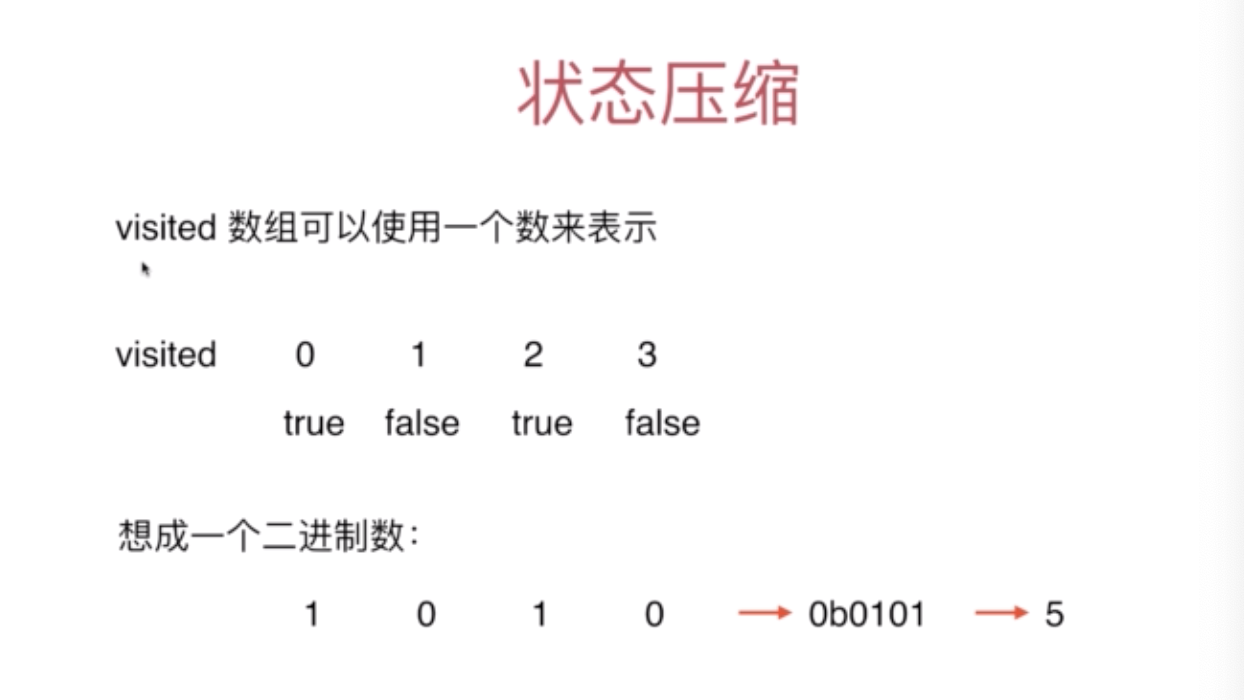 状态压缩
visited 数组可以使用一个数来表示
visited 0 1 2 3
true false true false
想成一个二进制数：
1 0 1 0 → 0b0101 → 5